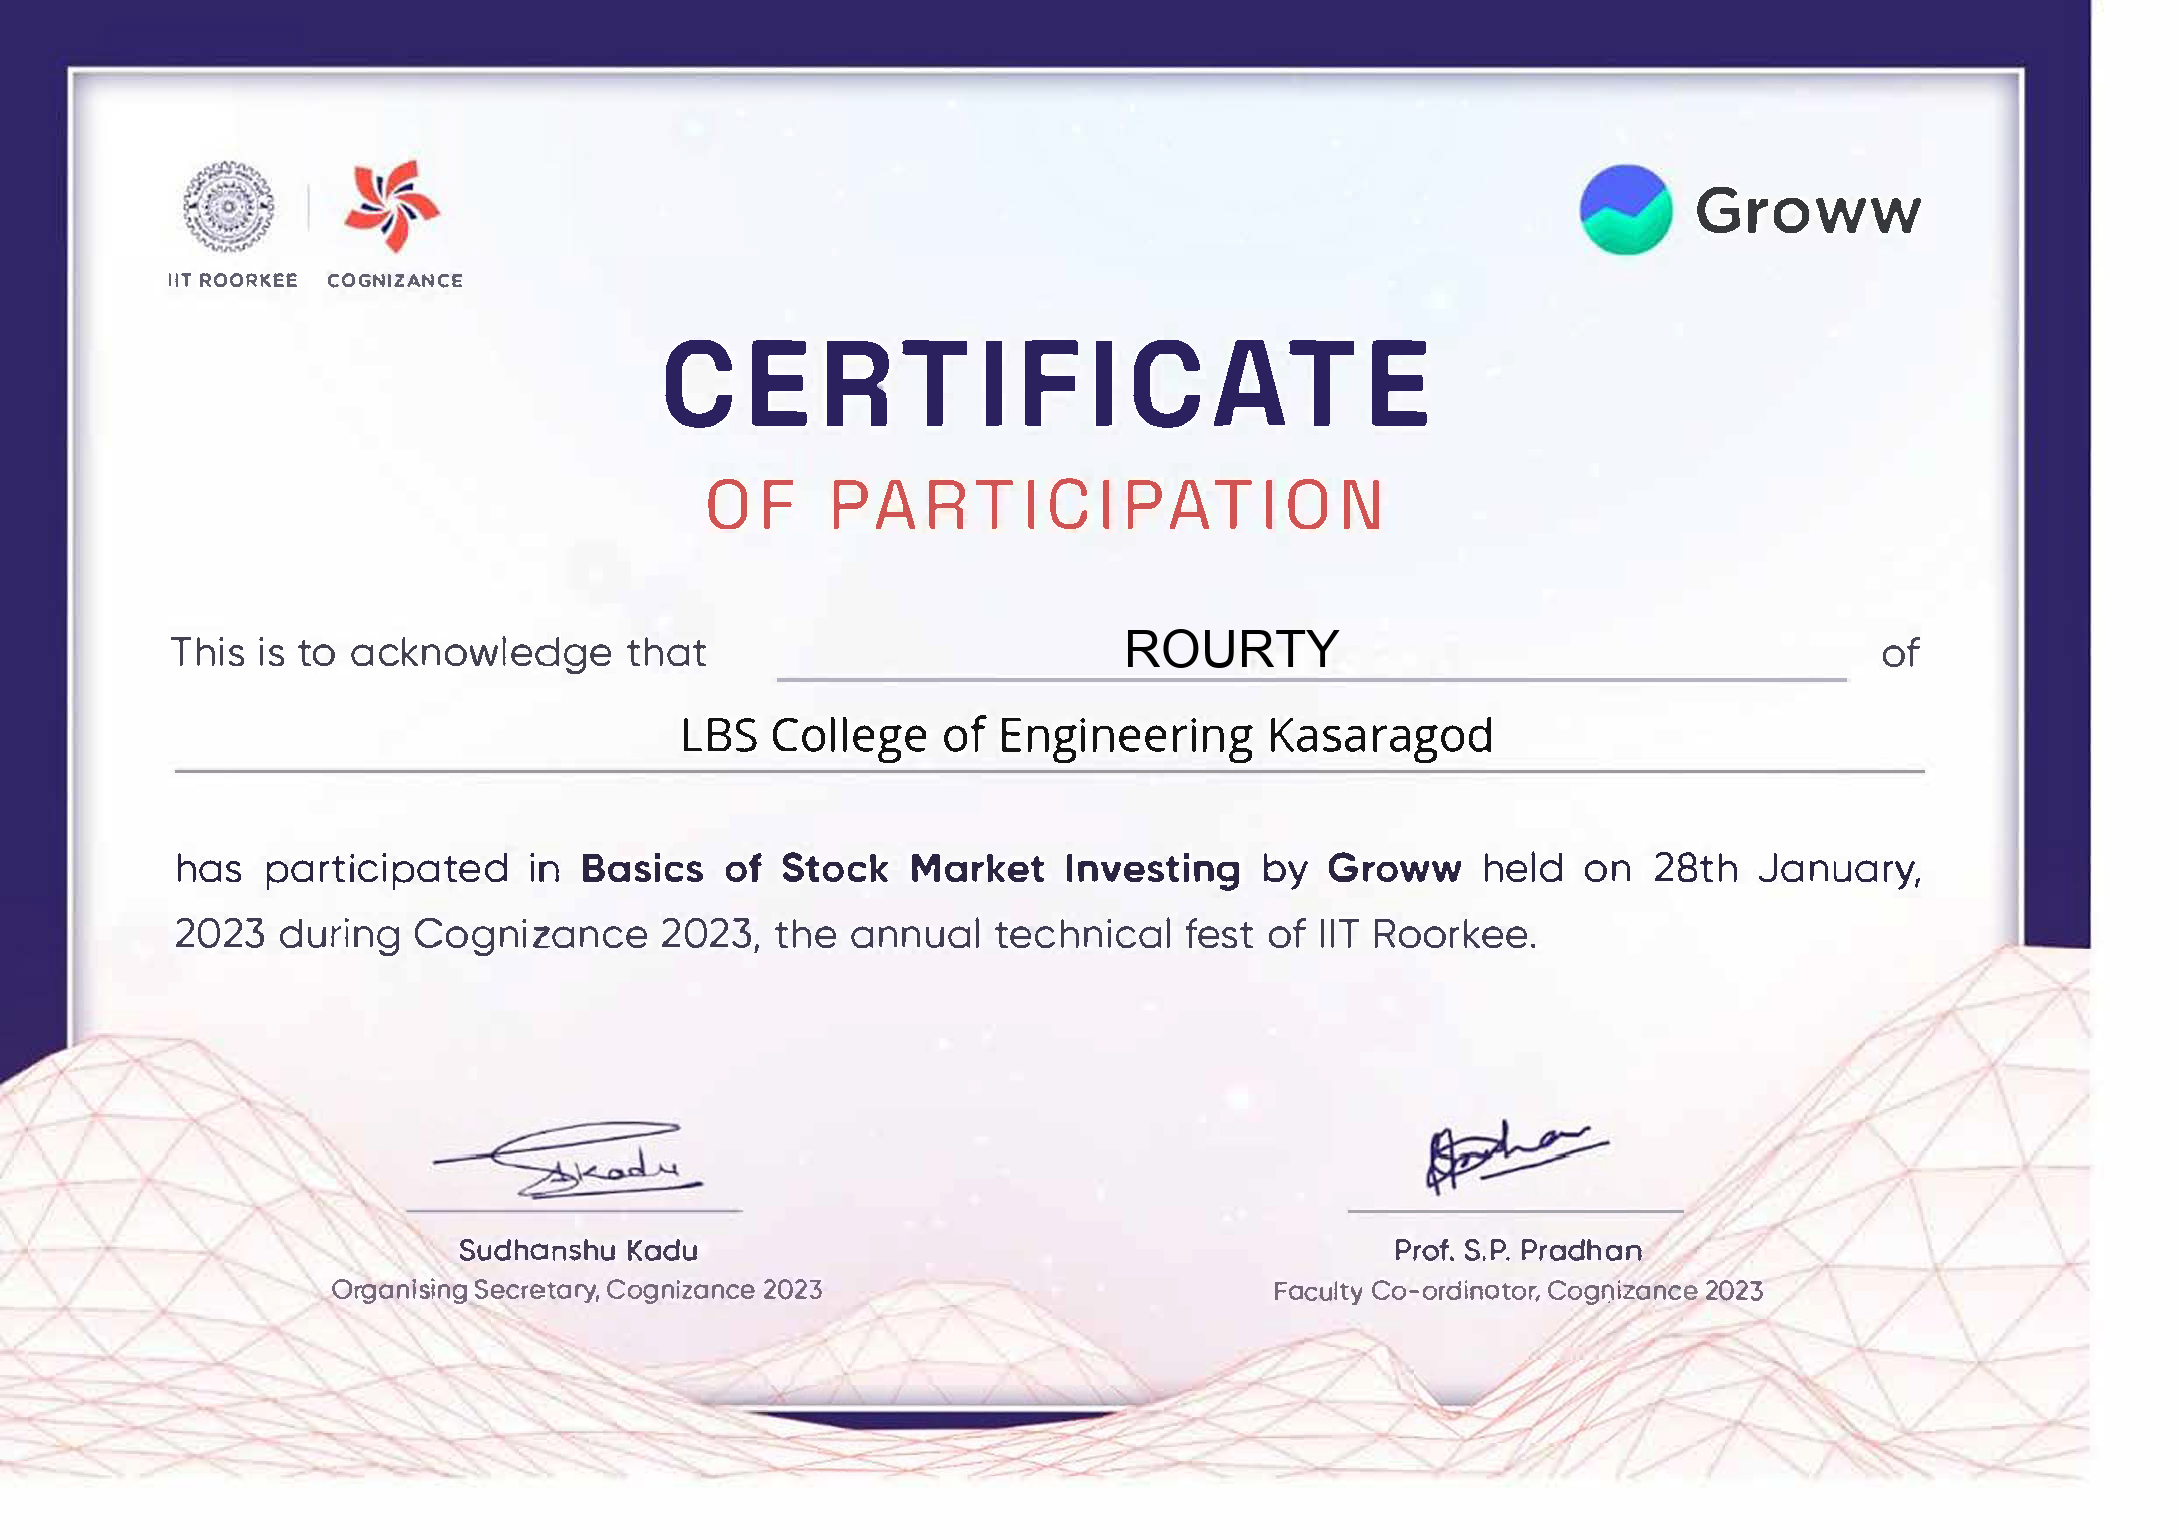 IIT ROORKEE COGNIZANCE
Groww
CERTIFICATE
OF PARTICIPATION
This is to acknowledge that ROURTY of
LBS College of Engineering Kasaragod
has participated in Basics of Stock Market Investing by Groww held on 28th January,
2023 during Cognizance 2023, the annual technical fest of IIT Roorkee.
Sudhanshu Kadu
Organising Secretary, Cognizance 2023
Prof. S.P. Pradhan
Faculty Co-ordinator, Cognizance 2023